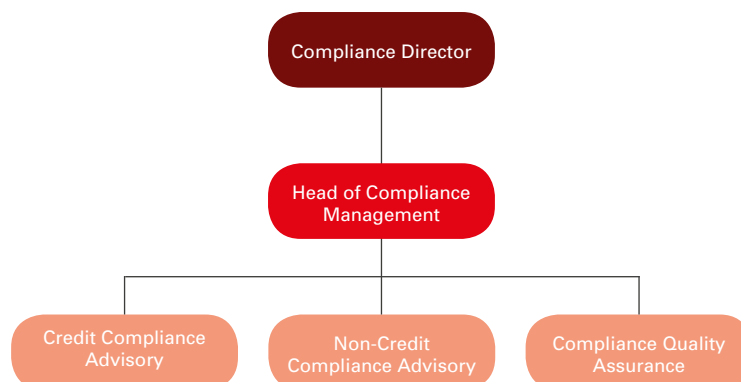 Compliance Director
Head of Compliance
Management
Credit Compliance
Advisory
Non-Credit
Compliance Advisory
Compliance Quality
Assurance